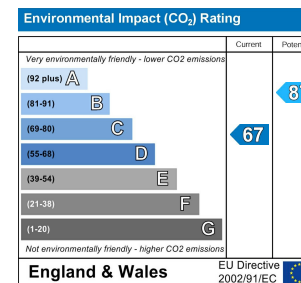 Environmental Impact (CO₂) Rating
Current
Very environmentally friendly - lower CO2 emissions
(92 plus) A
(81-91) B
(69-80) C
(55-68) D
67
(39-54) E
(21-38) F
(1-20) G
Not environmentally friendly - higher CO2 emissions
England & Wales
EU Directive
2002/91/EC